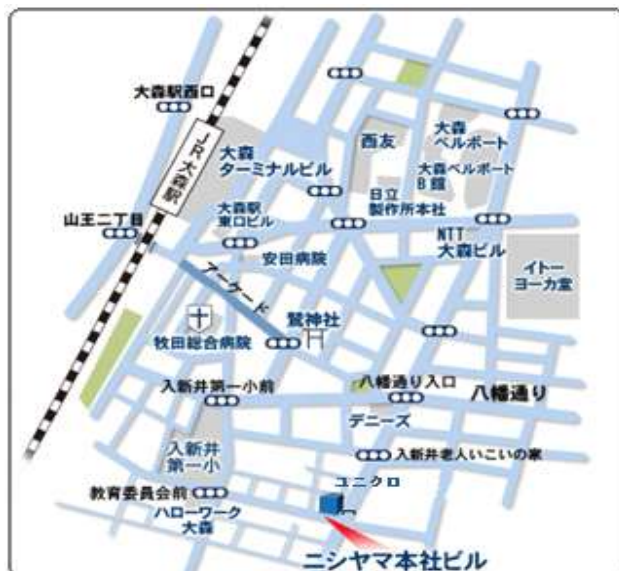 大森駅西口
JR大森駅
大森
ターミナルビル
西友
大森
ベルポート
大森ベルポート
B館
日立
製作所本社
山王二丁目
大森駅
東口ビル
NTT
大森ビル
安田病院
イトー
ヨーカ堂
アーケード
鷲神社
牧田総合病院
入新井第一小前
八幡通り入口
八幡通り
デニーズ
入新井
第一小
入新井老人いこいの家
ユニクロ
教育委員会前
ハローワーク
大森
ニシヤマ本社ビル